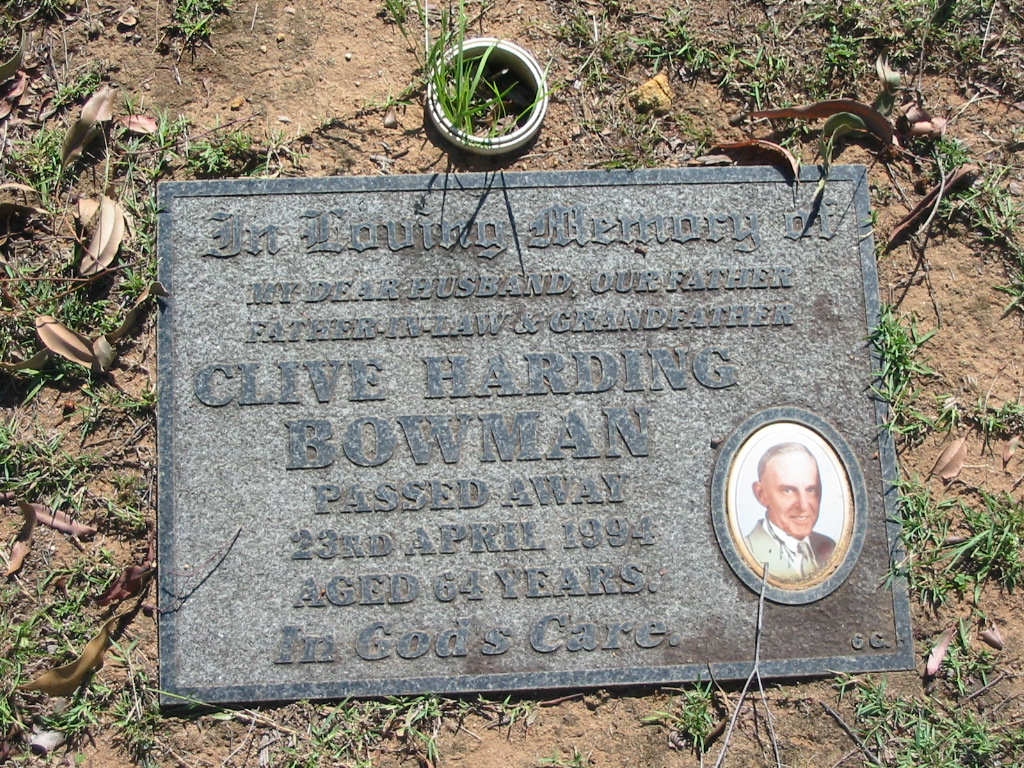 In Loving Memory of
MY DEAR HUSBAND, OUR FATHER
FATHER-IN-LAW & GRANDFATHER
CLIVE HARDING
BOWMAN
PASSED AWAY
23RD APRIL 1994
AGED 64 YEARS.
In God's Care.
6 G.